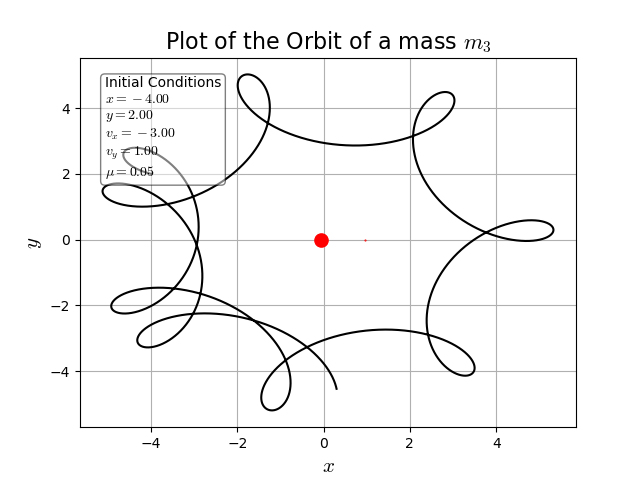 Plot of the Orbit of a mass m₃
Initial Conditions
x = −4.00
y = 2.00
vₓ = −3.00
v_y = 1.00
μ = 0.05
y
4
2
0
−2
−4
−4 −2 0 2 4
x